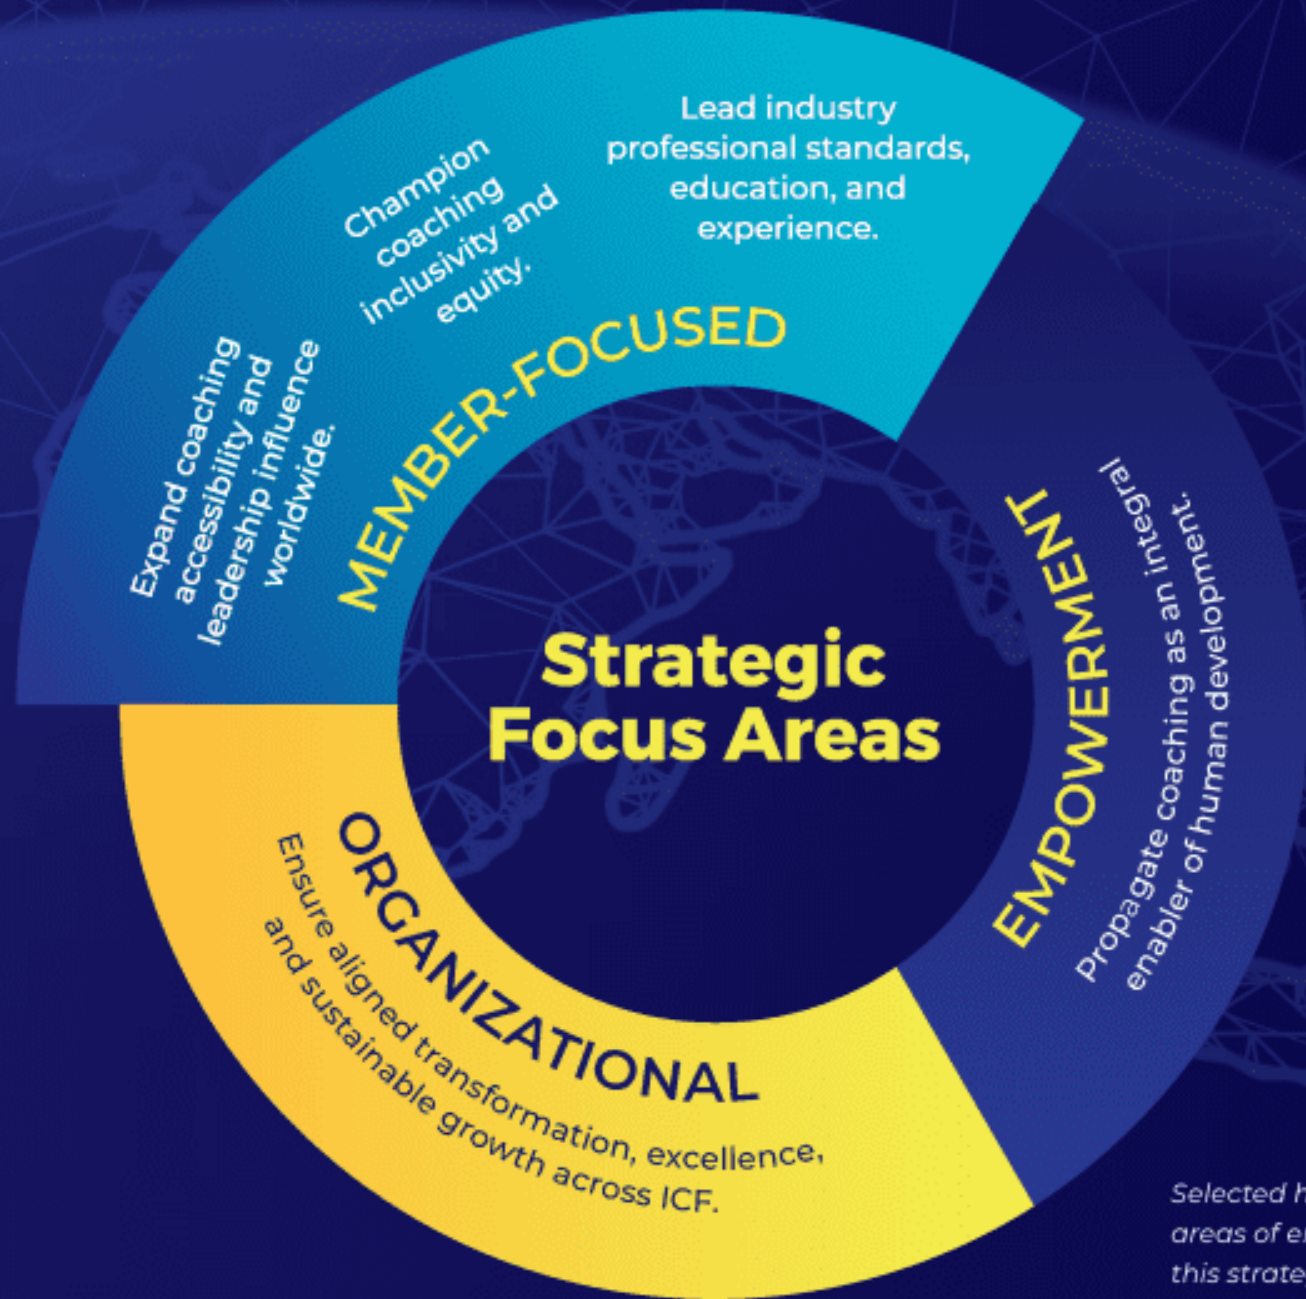 Lead industry
professional standards,
education, and
experience.
Champion
coaching
inclusivity and
equity.
Expand coaching
accessibility and
leadership influence
worldwide.
MEMBER-FOCUSED
EMPOWERMENT
Propagate coaching as an integral
enabler of human development.
Strategic
Focus Areas
ORGANIZATIONAL
Ensure aligned transformation, excellence,
and sustainable growth across ICF.
Selected
areas of
this